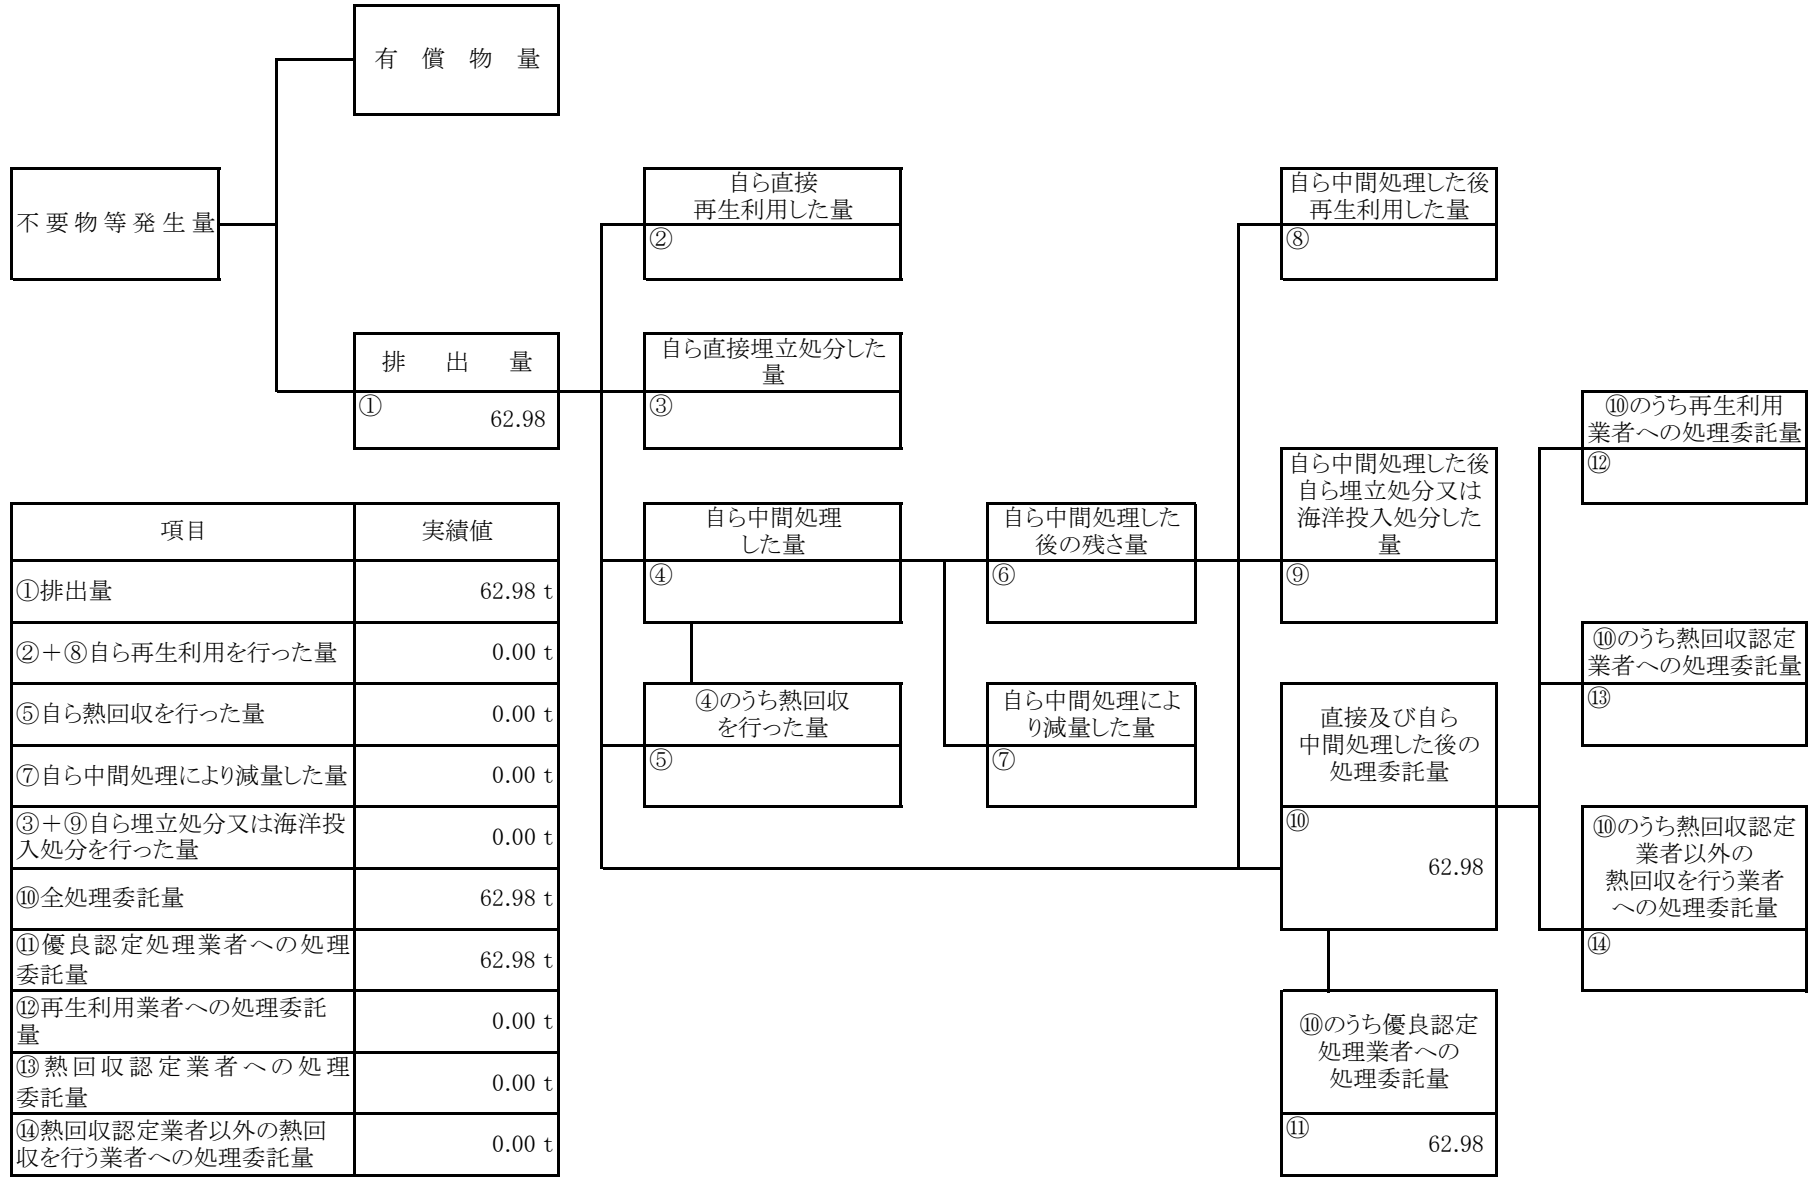 有 償 物 量
不要物等発生量
自ら直接
再生利用した量
②
自ら中間処理した後
再生利用した量
⑧
排 出 量
① 62.98
自ら直接埋立処分した
量
③
自ら中間処理
した量
④
自ら中間処理した
後の残さ量
⑥
自ら中間処理した後
自ら埋立処分又は
海洋投入処分した
量
⑨
⑩のうち再生利用
業者への処理委託量
⑫
④のうち熱回収
を行った量
⑤
自ら中間処理によ
り減量した量
⑦
直接及び自ら
中間処理した後の
処理委託量
⑩
62.98
⑩のうち熱回収認定
業者への処理委託量
⑬
⑩のうち熱回収認定
業者以外の
熱回収を行う業者
への処理委託量
⑭
⑩のうち優良認定
処理業者への
処理委託量
⑪
62.98
項目 実績値
①排出量 62.98 t
②＋⑧自ら再生利用を行った量 0.00 t
⑤自ら熱回収を行った量 0.00 t
⑦自ら中間処理により減量した量 0.00 t
③＋⑨自ら埋立処分又は海洋投
入処分を行った量 0.00 t
⑩全処理委託量 62.98 t
⑪優良認定処理業者への処理
委託量 62.98 t
⑫再生利用業者への処理委託
量 0.00 t
⑬熱回収認定業者への処理
委託量 0.00 t
⑭熱回収認定業者以外の熱回
収を行う業者への処理委託量 0.00 t